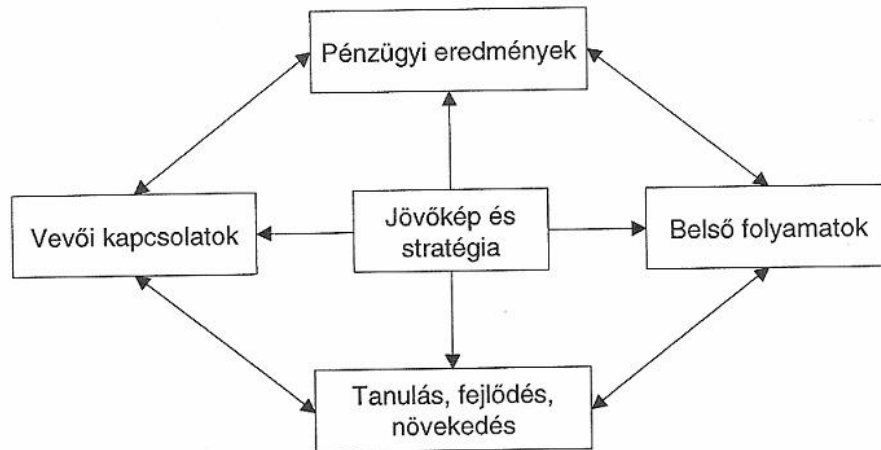 Pénzügyi eredmények
Vevői kapcsolatok
Jövőkép és
stratégia
Belső folyamatok
Tanulás, fejlődés,
növekedés